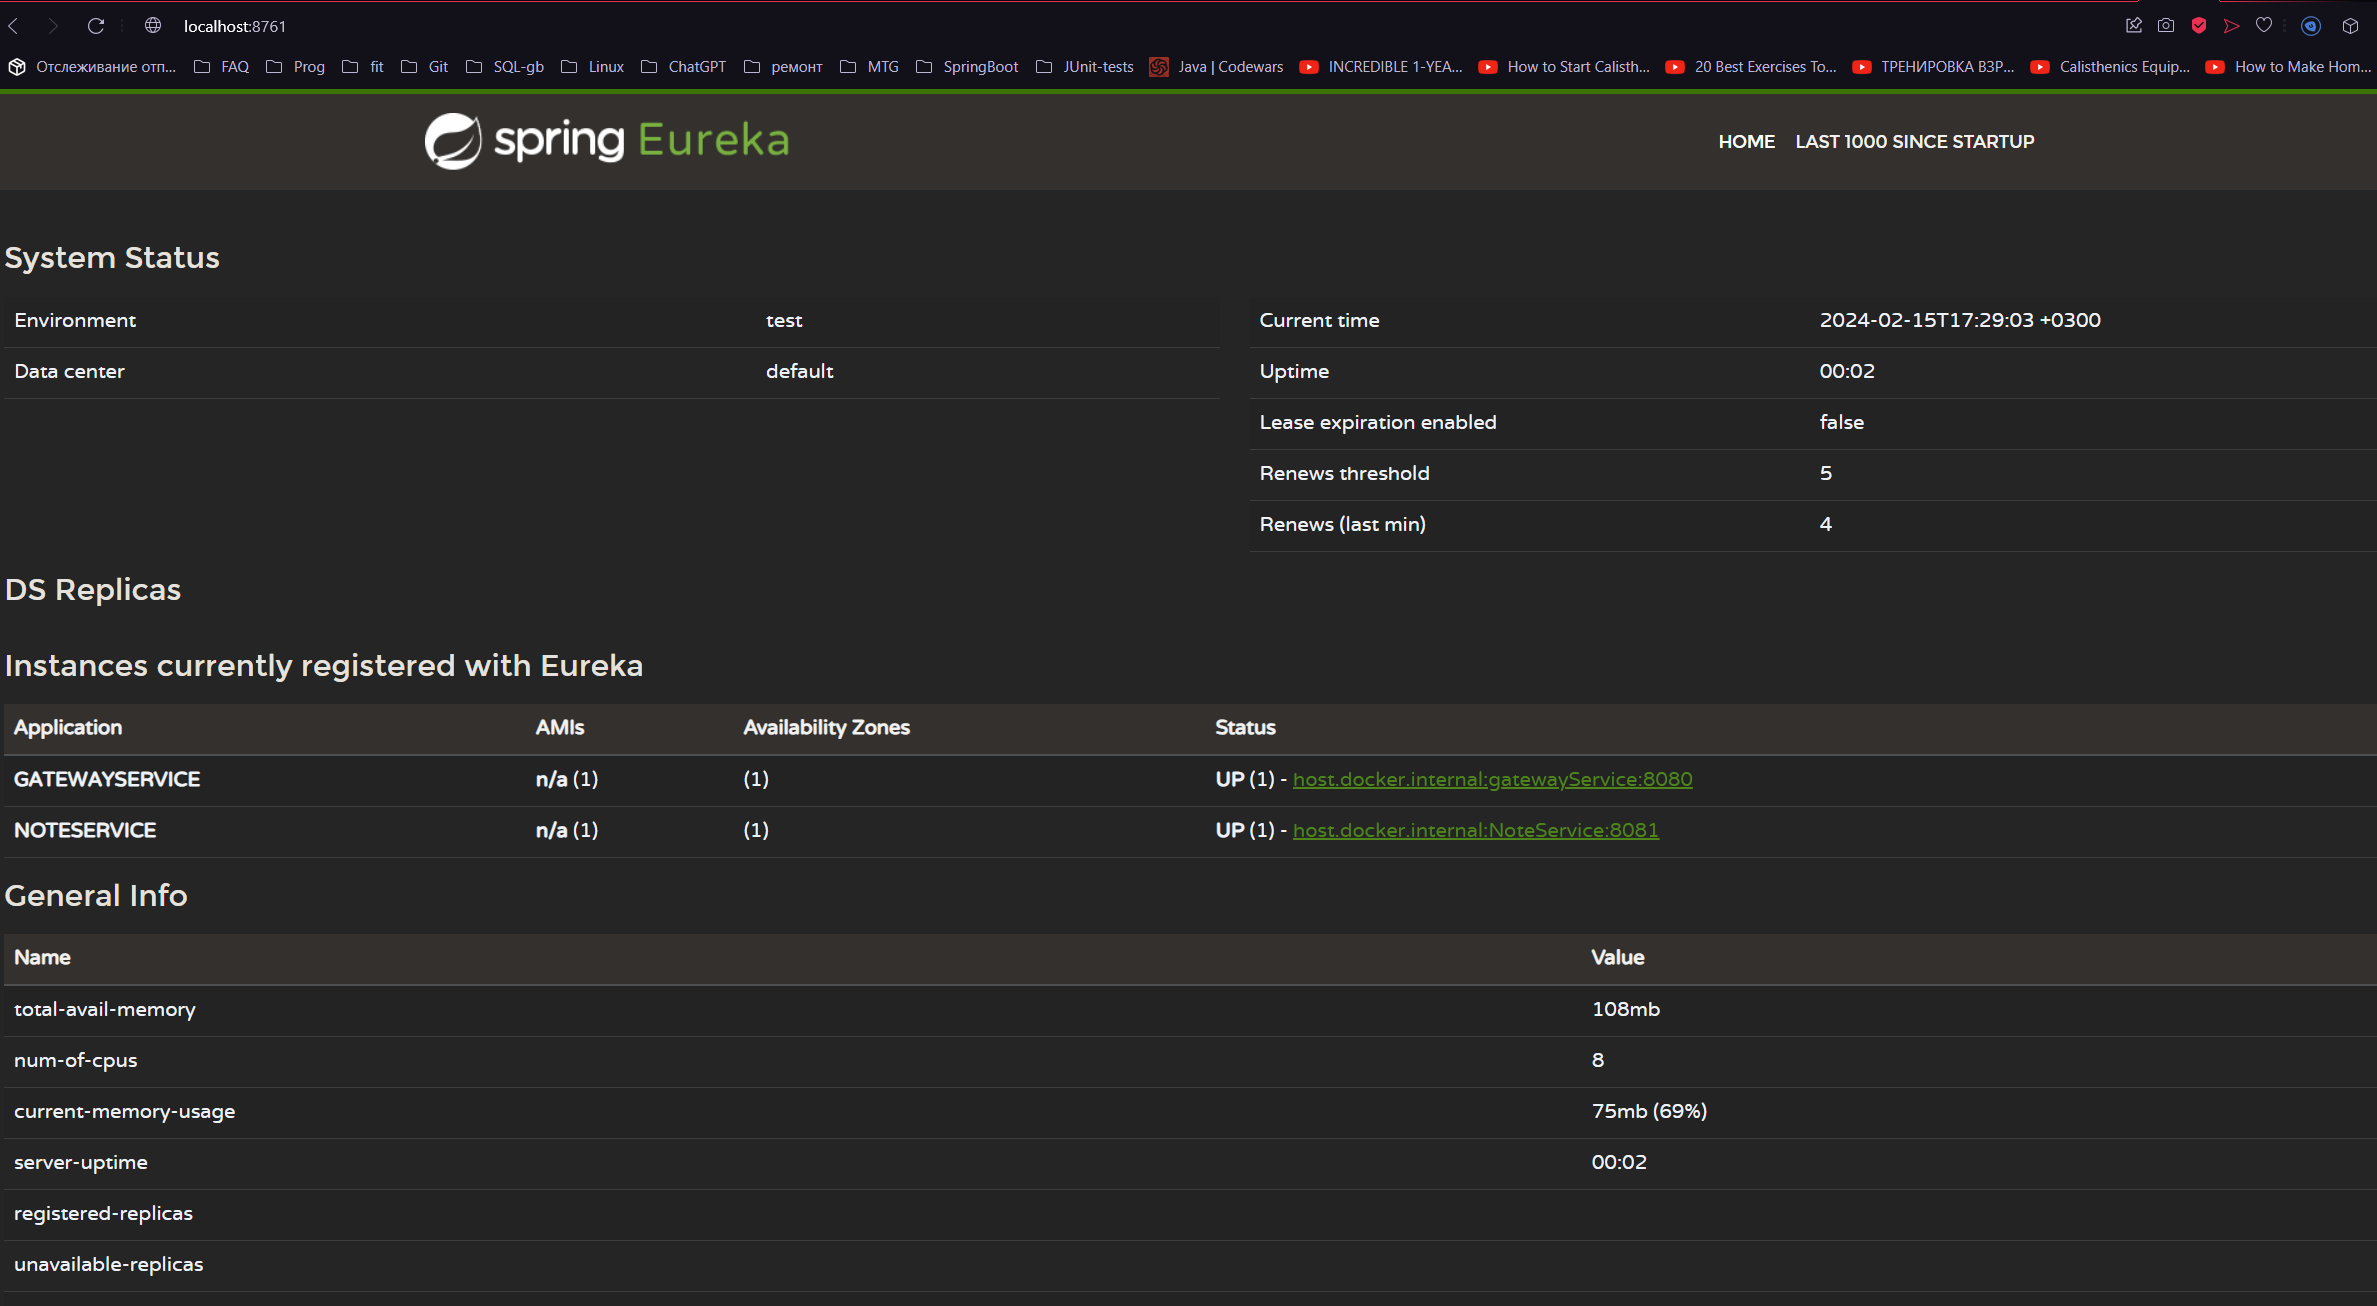 localhost:8761
Отслеживание отп... FAQ Prog fit Git SQL-gb Linux ChatGPT ремонт MTG SpringBoot JUnit-tests Java | Codewars INCREDIBLE 1-YEA... How to Start Calisth... 20 Best Exercises To... ТРЕНИРОВКА ВЗР... Calisthenics Equip... How to Make Hom...
spring Eureka HOME LAST 1000 SINCE STARTUP
System Status
Environment test Current time 2024-02-15T17:29:03 +0300
Data center default Uptime 00:02
Lease expiration enabled false
Renews threshold 5
Renews (last min) 4
DS Replicas
Instances currently registered with Eureka
Application AMIs Availability Zones Status
GATEWAYSERVICE n/a (1) (1) UP (1) - host.docker.internal:gatewayService:8080
NOTESERVICE n/a (1) (1) UP (1) - host.docker.internal:NoteService:8081
General Info
Name Value
total-avail-memory 108mb
num-of-cpus 8
current-memory-usage 75mb (69%)
server-uptime 00:02
registered-replicas
unavailable-replicas